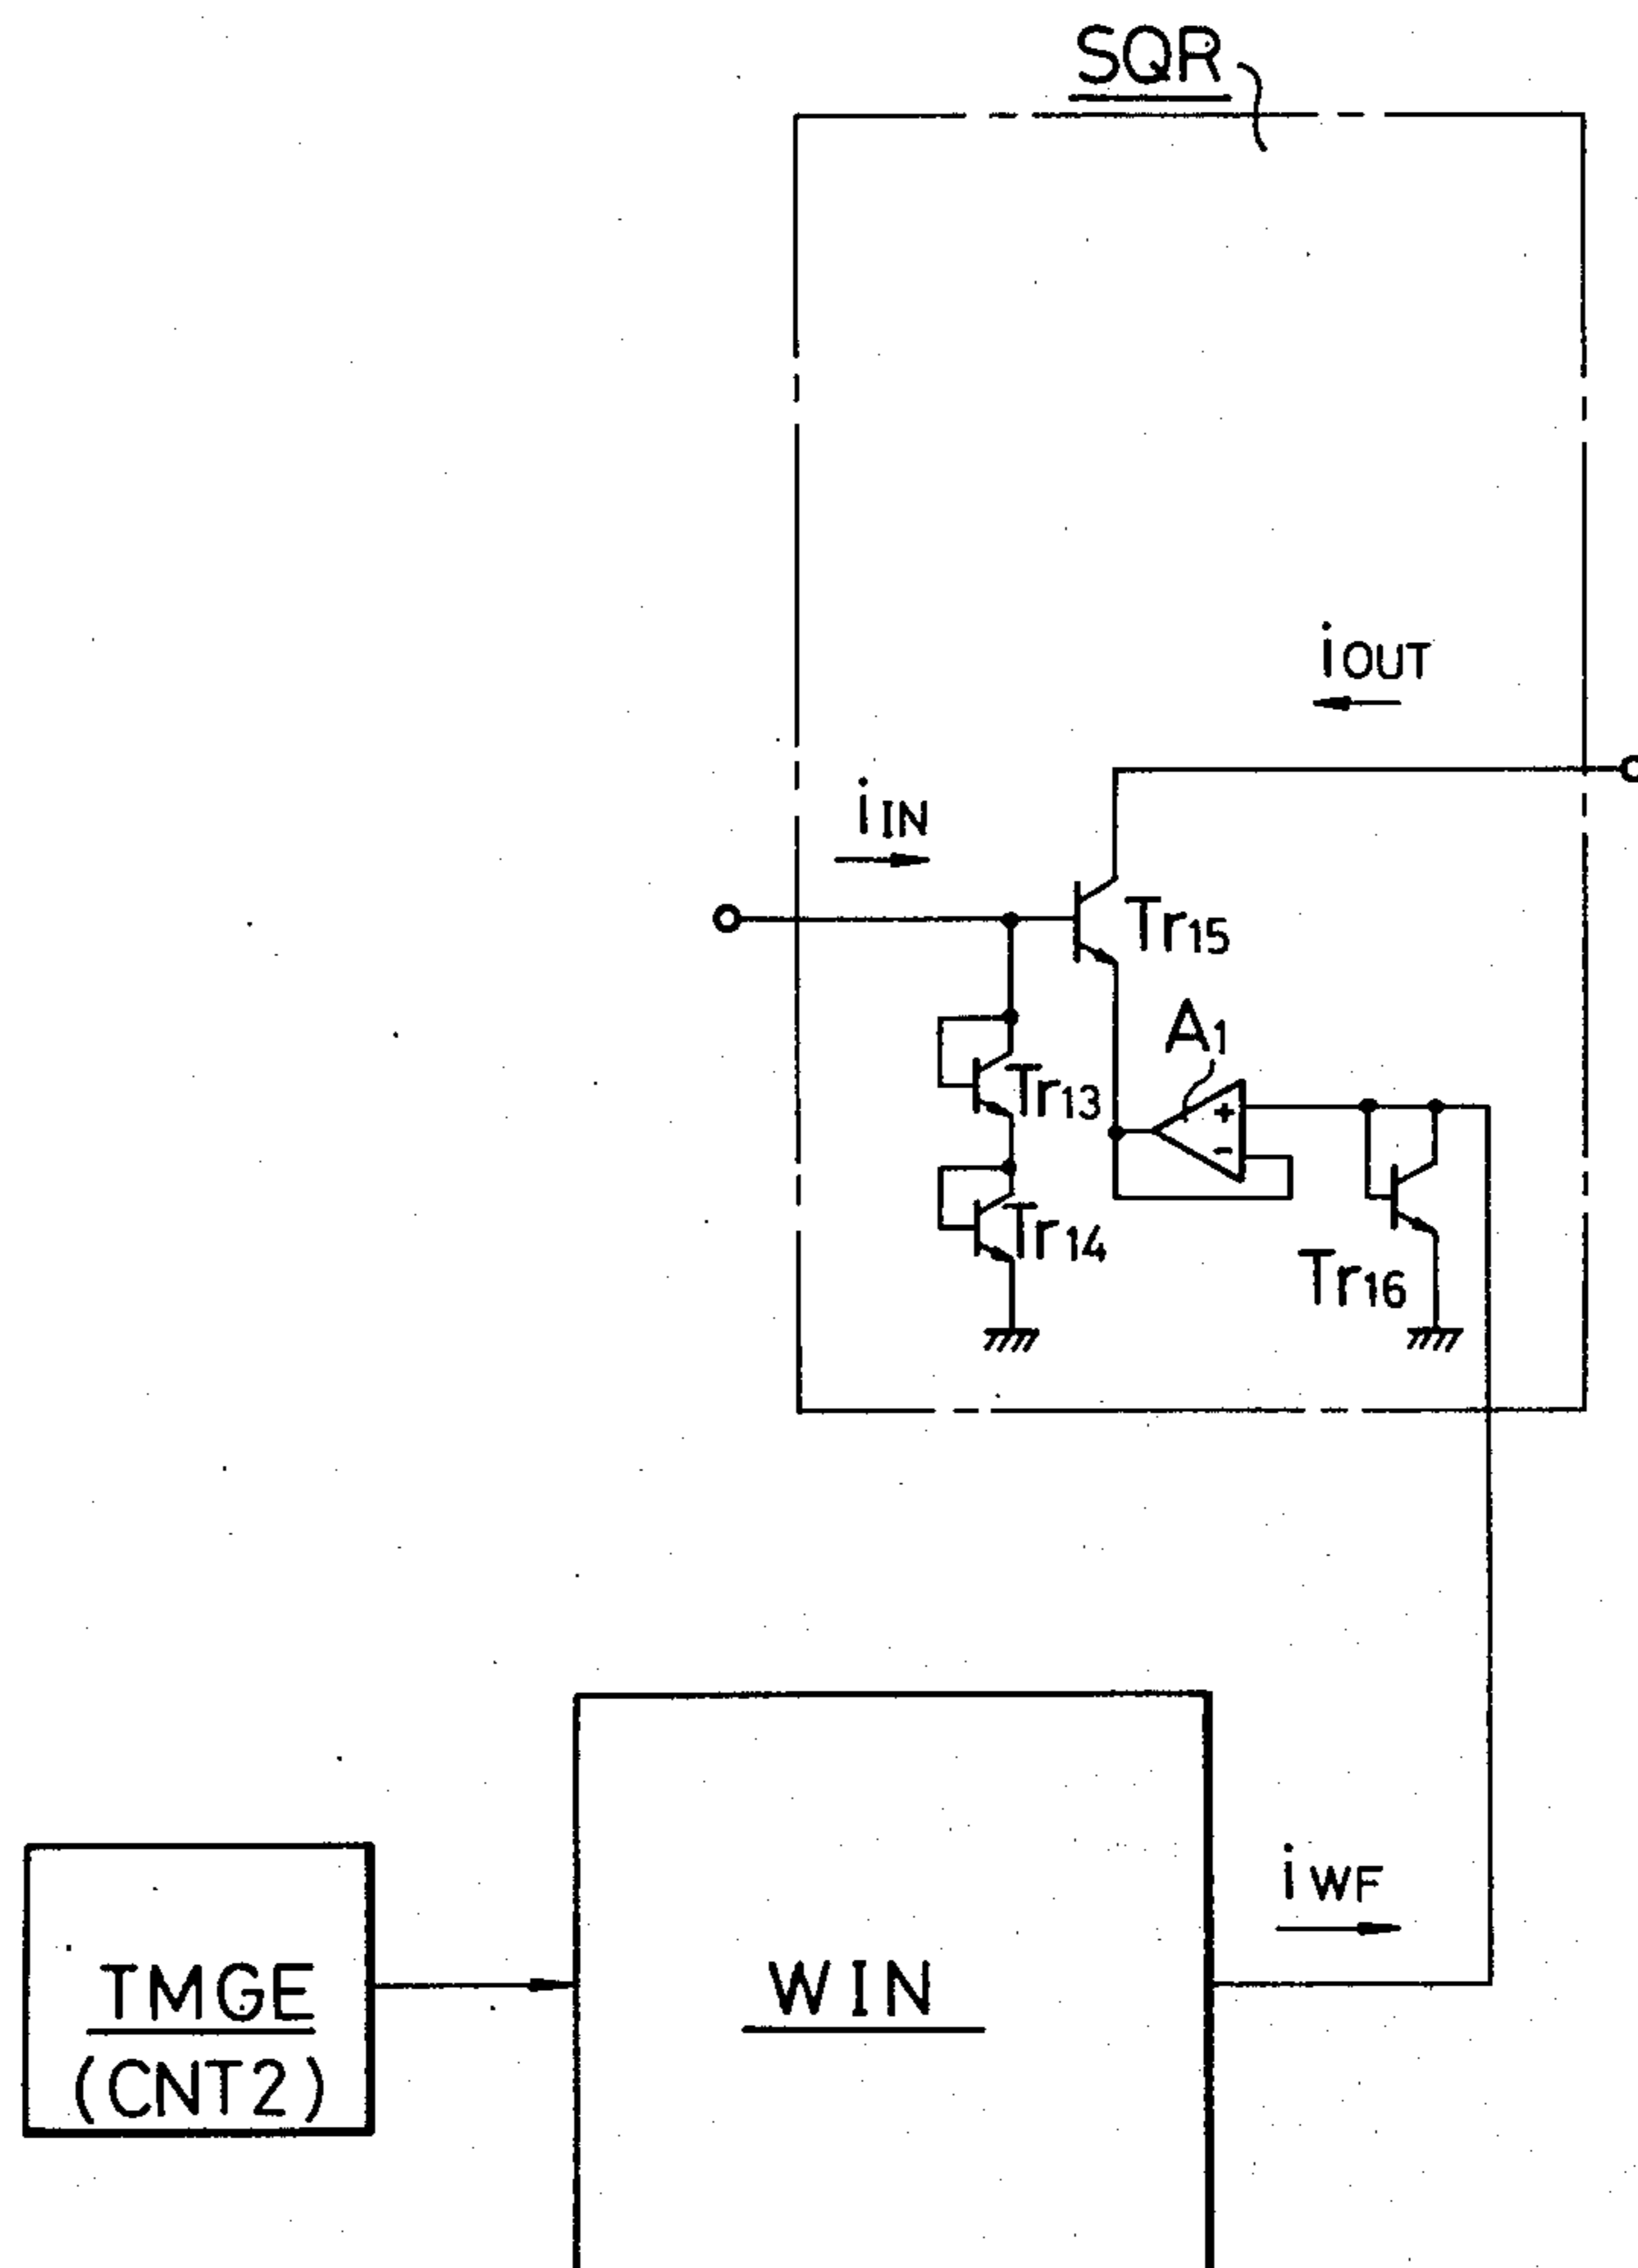 SQR
iOUT
iIN
Tr15
A1
+
Tr13
-
Tr14
Tr16
iWF
TMGE
(CNT2)
WIN